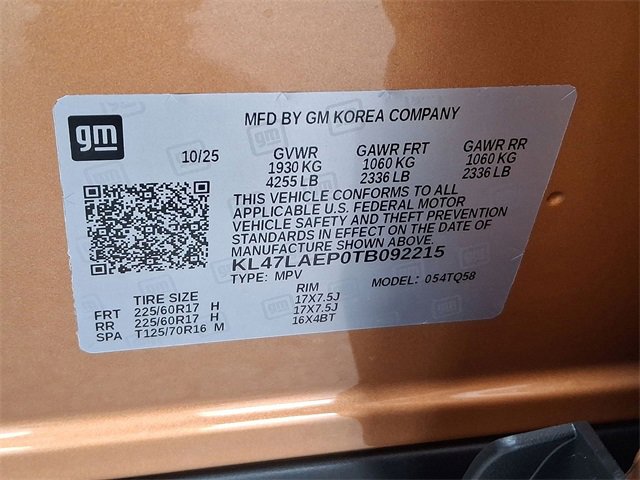 gm
MFD BY GM KOREA COMPANY
10/25
GVWR GAWR FRT GAWR RR
1930 KG 1060 KG 1060 KG
4255 LB 2336 LB 2336 LB
THIS VEHICLE CONFORMS TO ALL
APPLICABLE U.S. FEDERAL MOTOR
VEHICLE SAFETY AND THEFT PREVENTION
STANDARDS IN EFFECT ON THE DATE OF
MANUFACTURE SHOWN ABOVE.
KL47LAEP0TB092215
TYPE: MPV MODEL: 054TQ58
TIRE SIZE RIM
FRT 225/60R17 H 17X7.5J
RR 225/60R17 H 17X7.5J
SPA T125/70R16 M 16X4BT